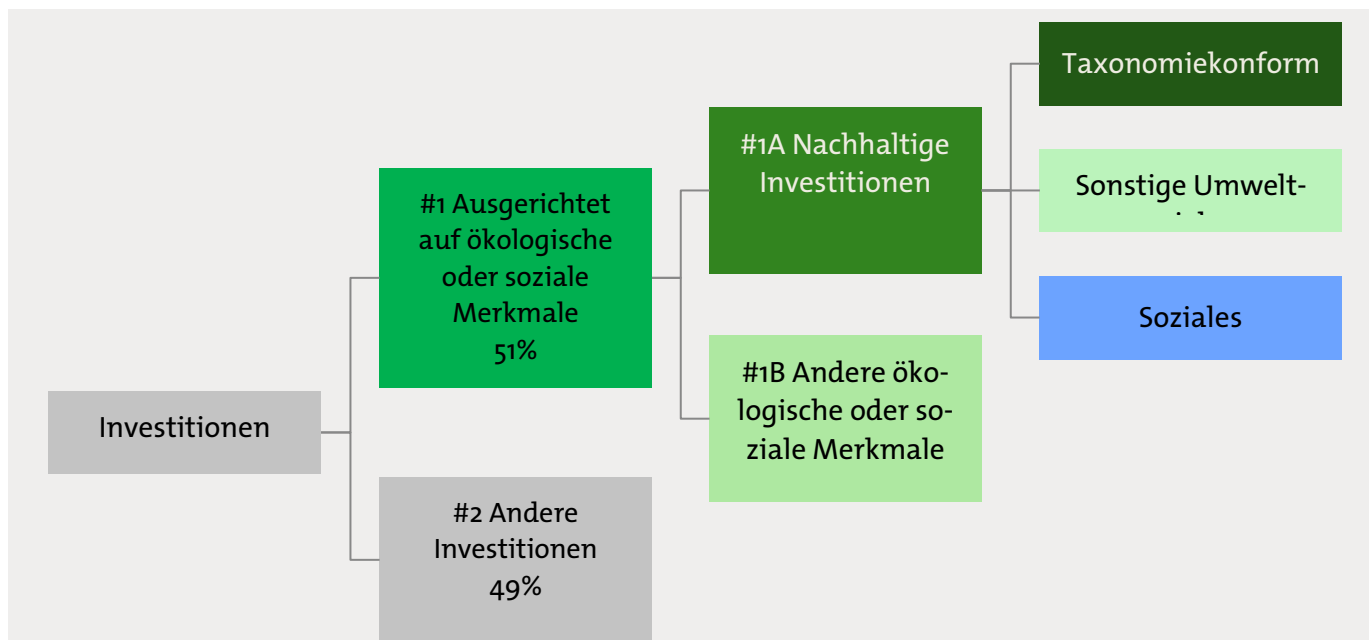 Taxonomiekonform
#1A Nachhaltige
Investitionen
Sonstige Umwelt-
#1 Ausgerichtet
auf ökologische
oder soziale
Merkmale
51%
Soziales
#1B Andere öko-
logische oder so-
ziale Merkmale
Investitionen
#2 Andere
Investitionen
49%